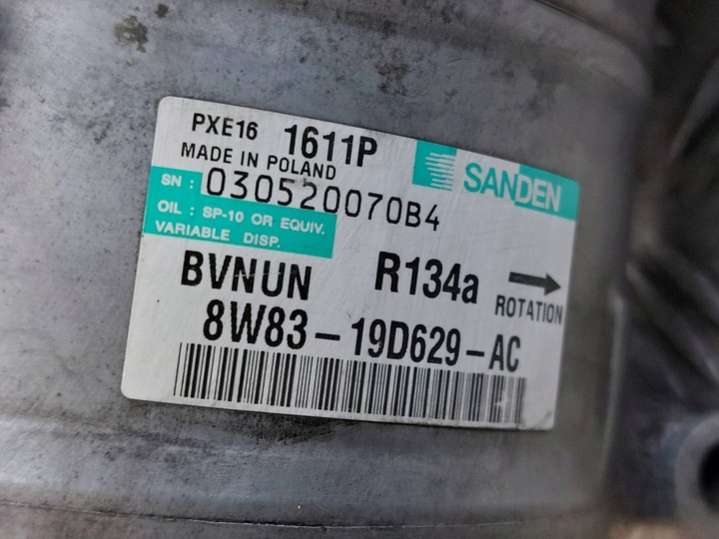 PXE16 1611P
MADE IN POLAND
SANDEN
SN : 030520070B4
OIL : SP-10 OR EQUIV.
VARIABLE DISP.
BVNUN R134a
ROTATION
8W83-19D629-AC